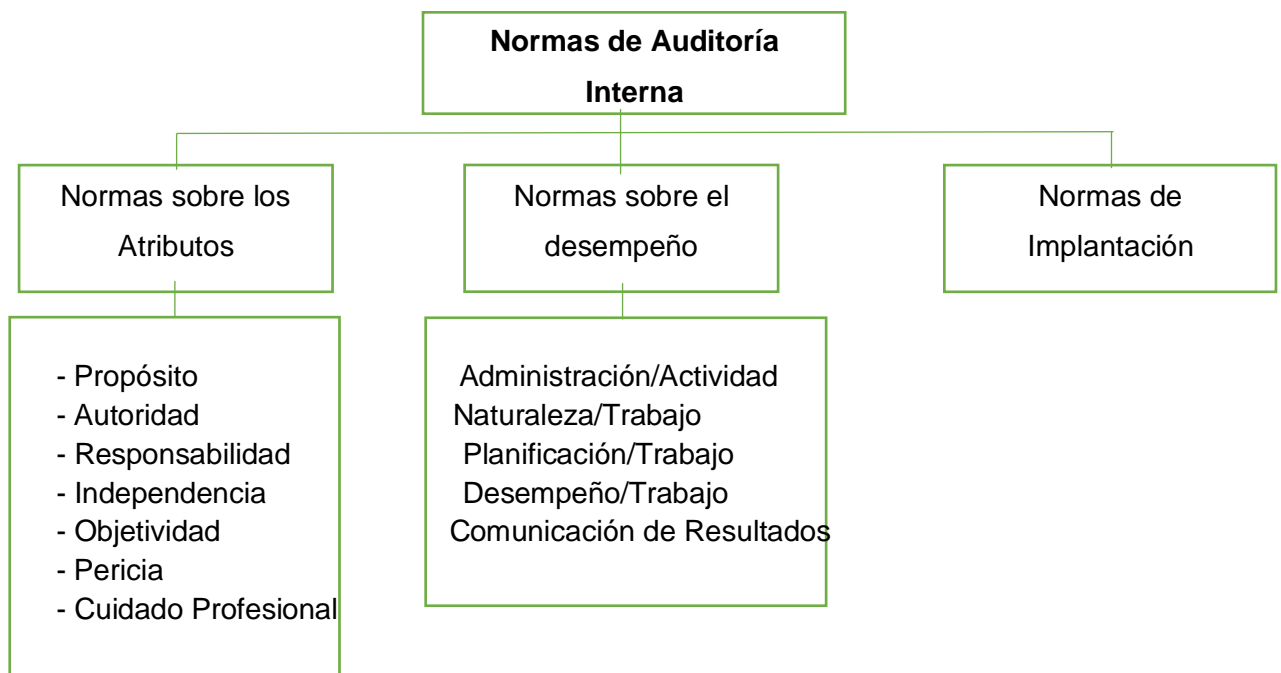 Normas de Auditoría
Interna
Normas sobre los
Atributos
Normas sobre el
desempeño
Normas de
Implantación
- Propósito
- Autoridad
- Responsabilidad
- Independencia
- Objetividad
- Pericia
- Cuidado Profesional
Administración/Actividad
Naturaleza/Trabajo
Planificación/Trabajo
Desempeño/Trabajo
Comunicación de Resultados